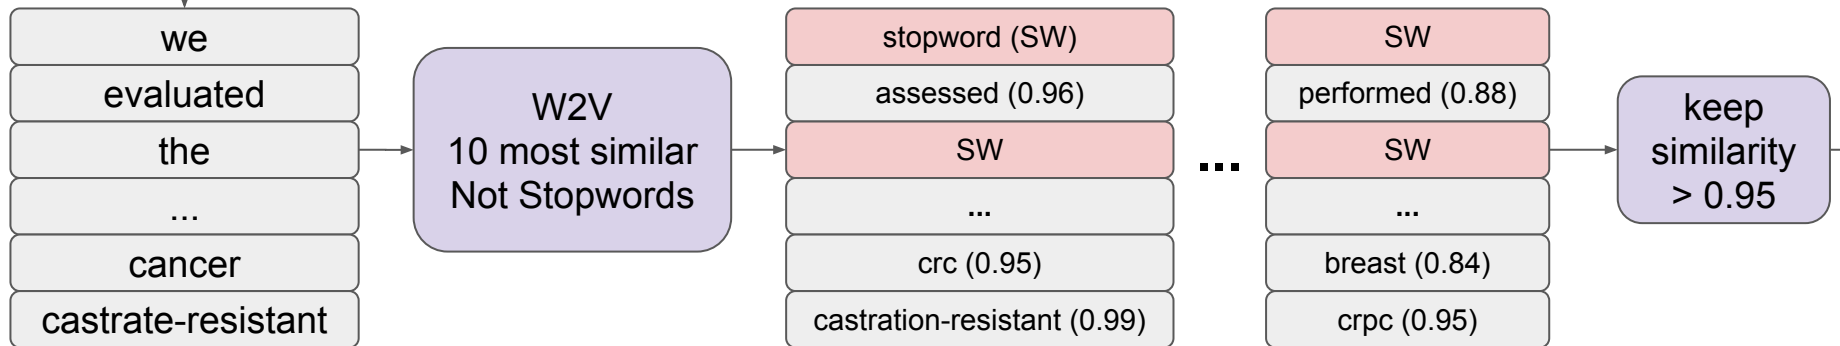 we
evaluated
the
...
cancer
castrate-resistant
W2V
10 most similar
Not Stopwords
stopword (SW)
assessed (0.96)
SW
...
crc (0.95)
castration-resistant (0.99)
...
SW
performed (0.88)
SW
...
breast (0.84)
crpc (0.95)
keep
similarity
> 0.95